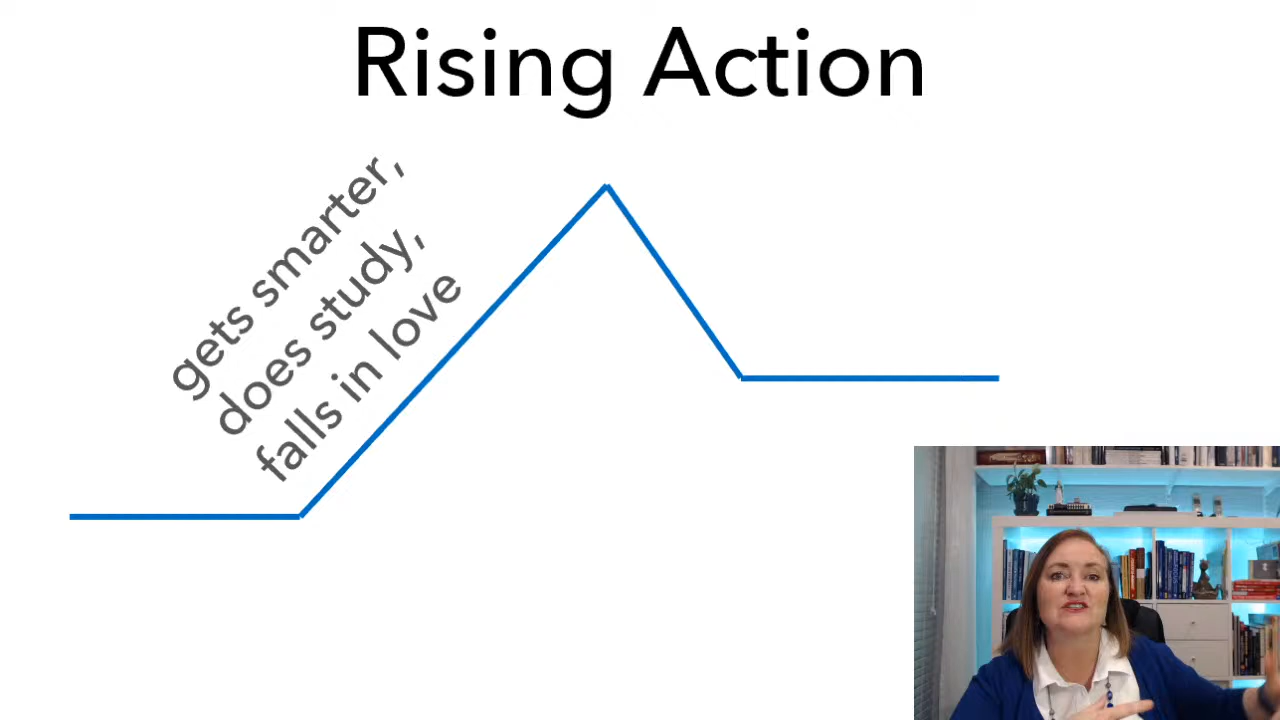 Rising Action
gets smarter,
does study,
falls in love